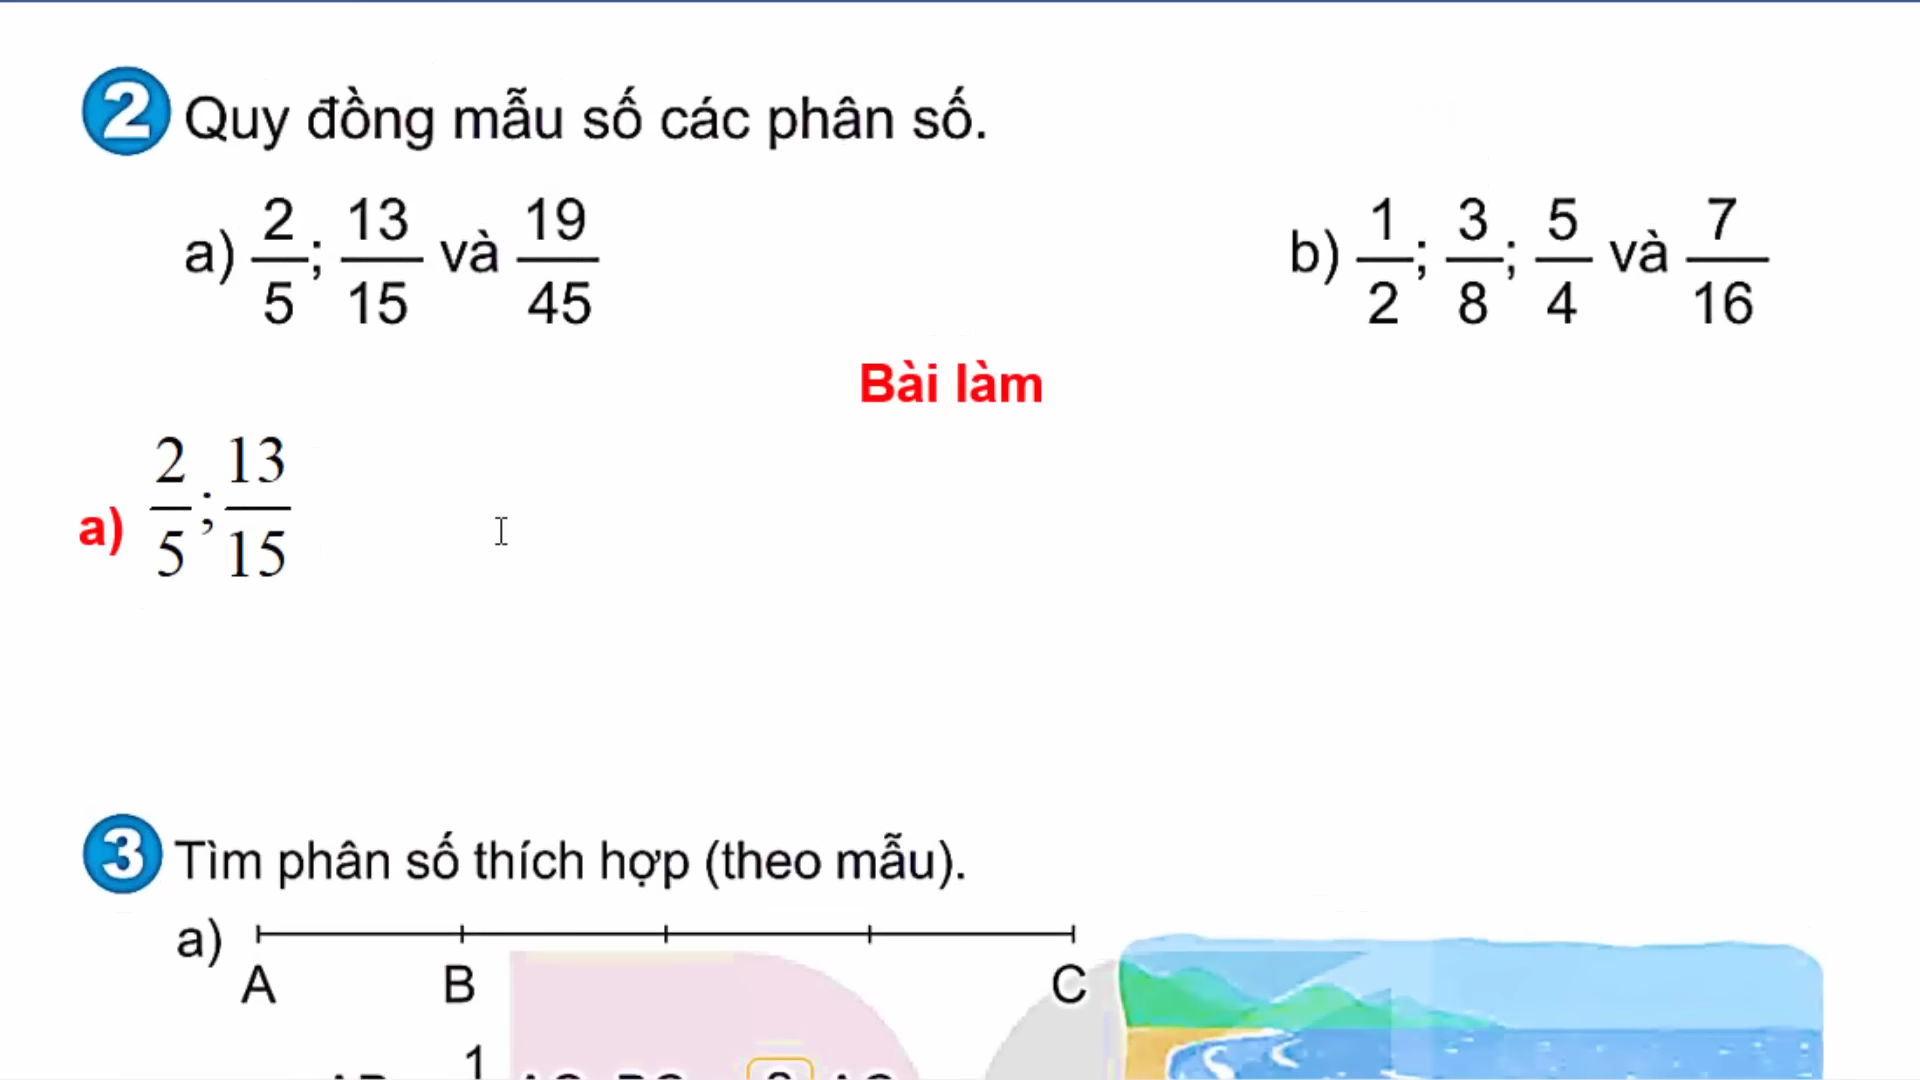 2 Quy đồng mẫu số các phân số.
a) 2/5; 13/15 và 19/45
b) 1/2; 3/8; 5/4 và 7/16
Bài làm
a) 2/5; 13/15
3 Tìm phân số thích hợp (theo mẫu).
a)
A B C
1